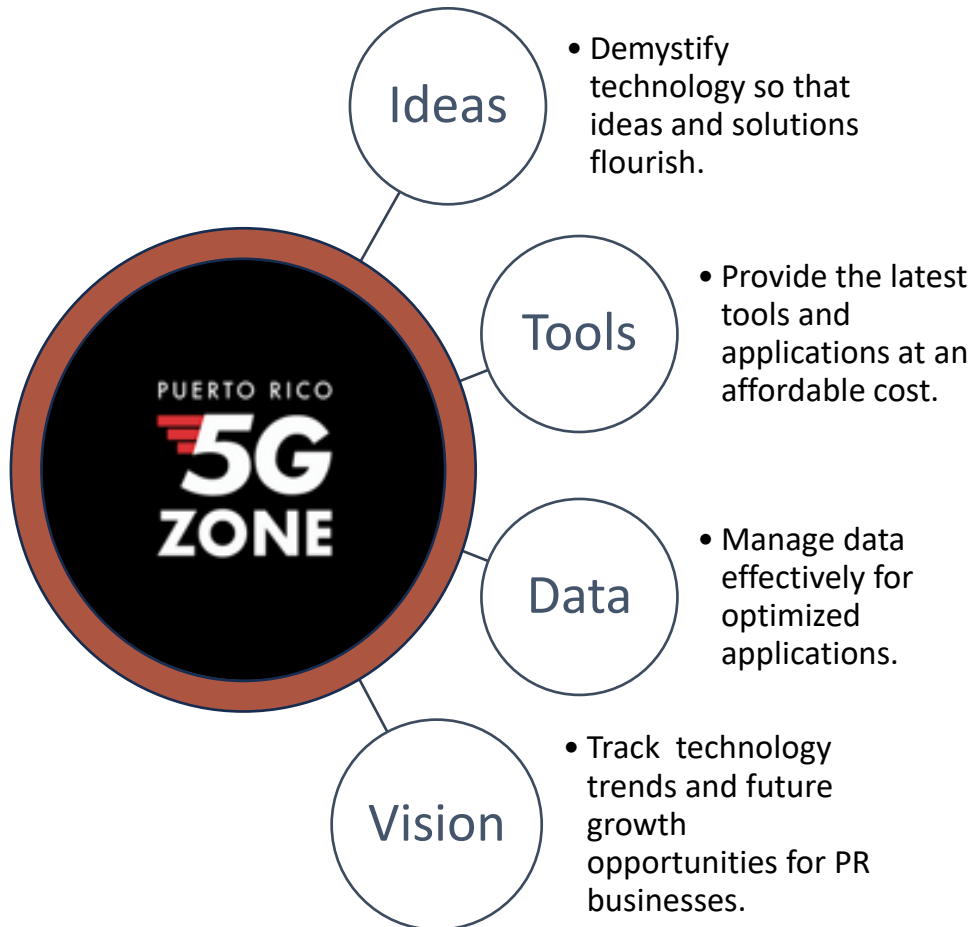 Ideas
• Demystify
technology so that
ideas and solutions
flourish.
Tools
• Provide the latest
tools and
applications at an
affordable cost.
PUERTO RICO
5G
ZONE
Data
• Manage data
effectively for
optimized
applications.
Vision
• Track  technology
trends and future
growth
opportunities for PR
businesses.